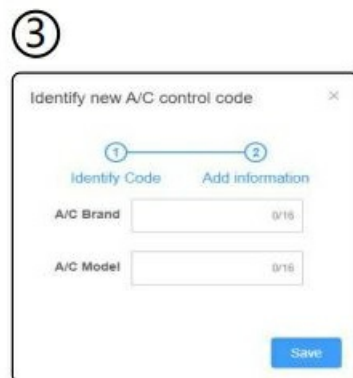 ③
Identify new A/C control code ×
① ②
Identify Code Add information
A/C Brand 0/16
A/C Model 0/16
Save